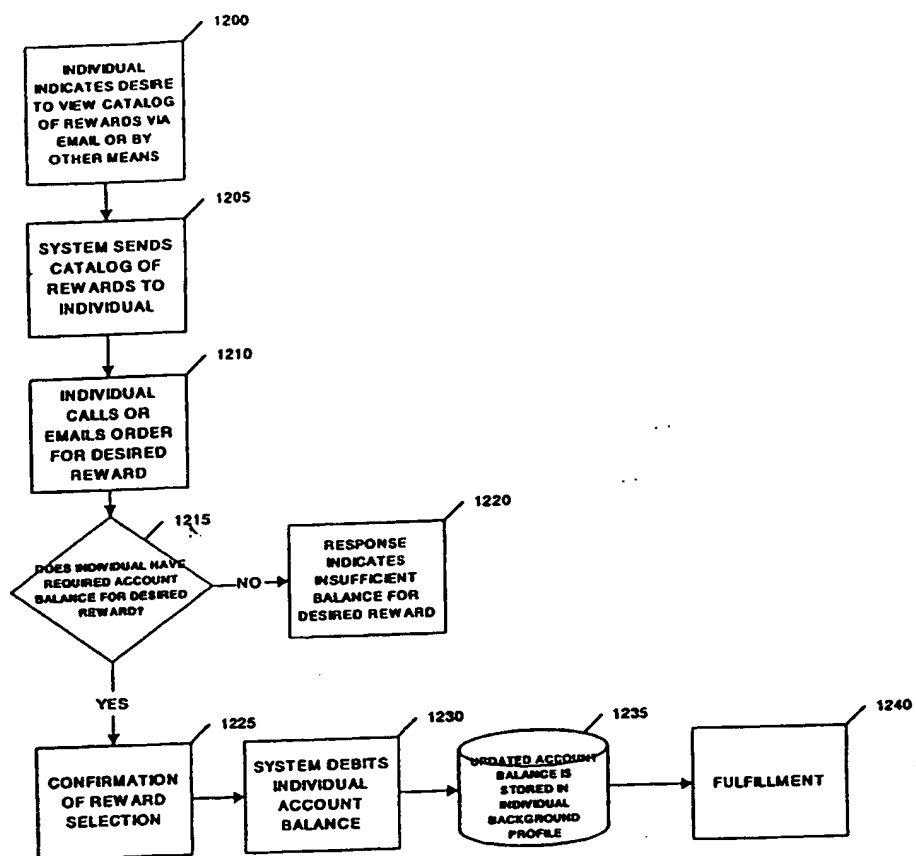 1200
INDIVIDUAL
INDICATES DESIRE
TO VIEW CATALOG
OF REWARDS VIA
EMAIL OR BY
OTHER MEANS
1205
SYSTEM SENDS
CATALOG OF
REWARDS TO
INDIVIDUAL
1210
INDIVIDUAL
CALLS OR
EMAILS ORDER
FOR DESIRED
REWARD
1215
DOES INDIVIDUAL HAVE
REQUIRED ACCOUNT
BALANCE FOR DESIRED
REWARD?
NO
1220
RESPONSE
INDICATES
INSUFFICIENT
BALANCE FOR
DESIRED REWARD
YES
1225
CONFIRMATION
OF REWARD
SELECTION
1230
SYSTEM DEBITS
INDIVIDUAL
ACCOUNT
BALANCE
1235
UPDATED ACCOUNT
BALANCE IS
STORED IN
INDIVIDUAL
BACKGROUND
PROFILE
1240
FULFILLMENT